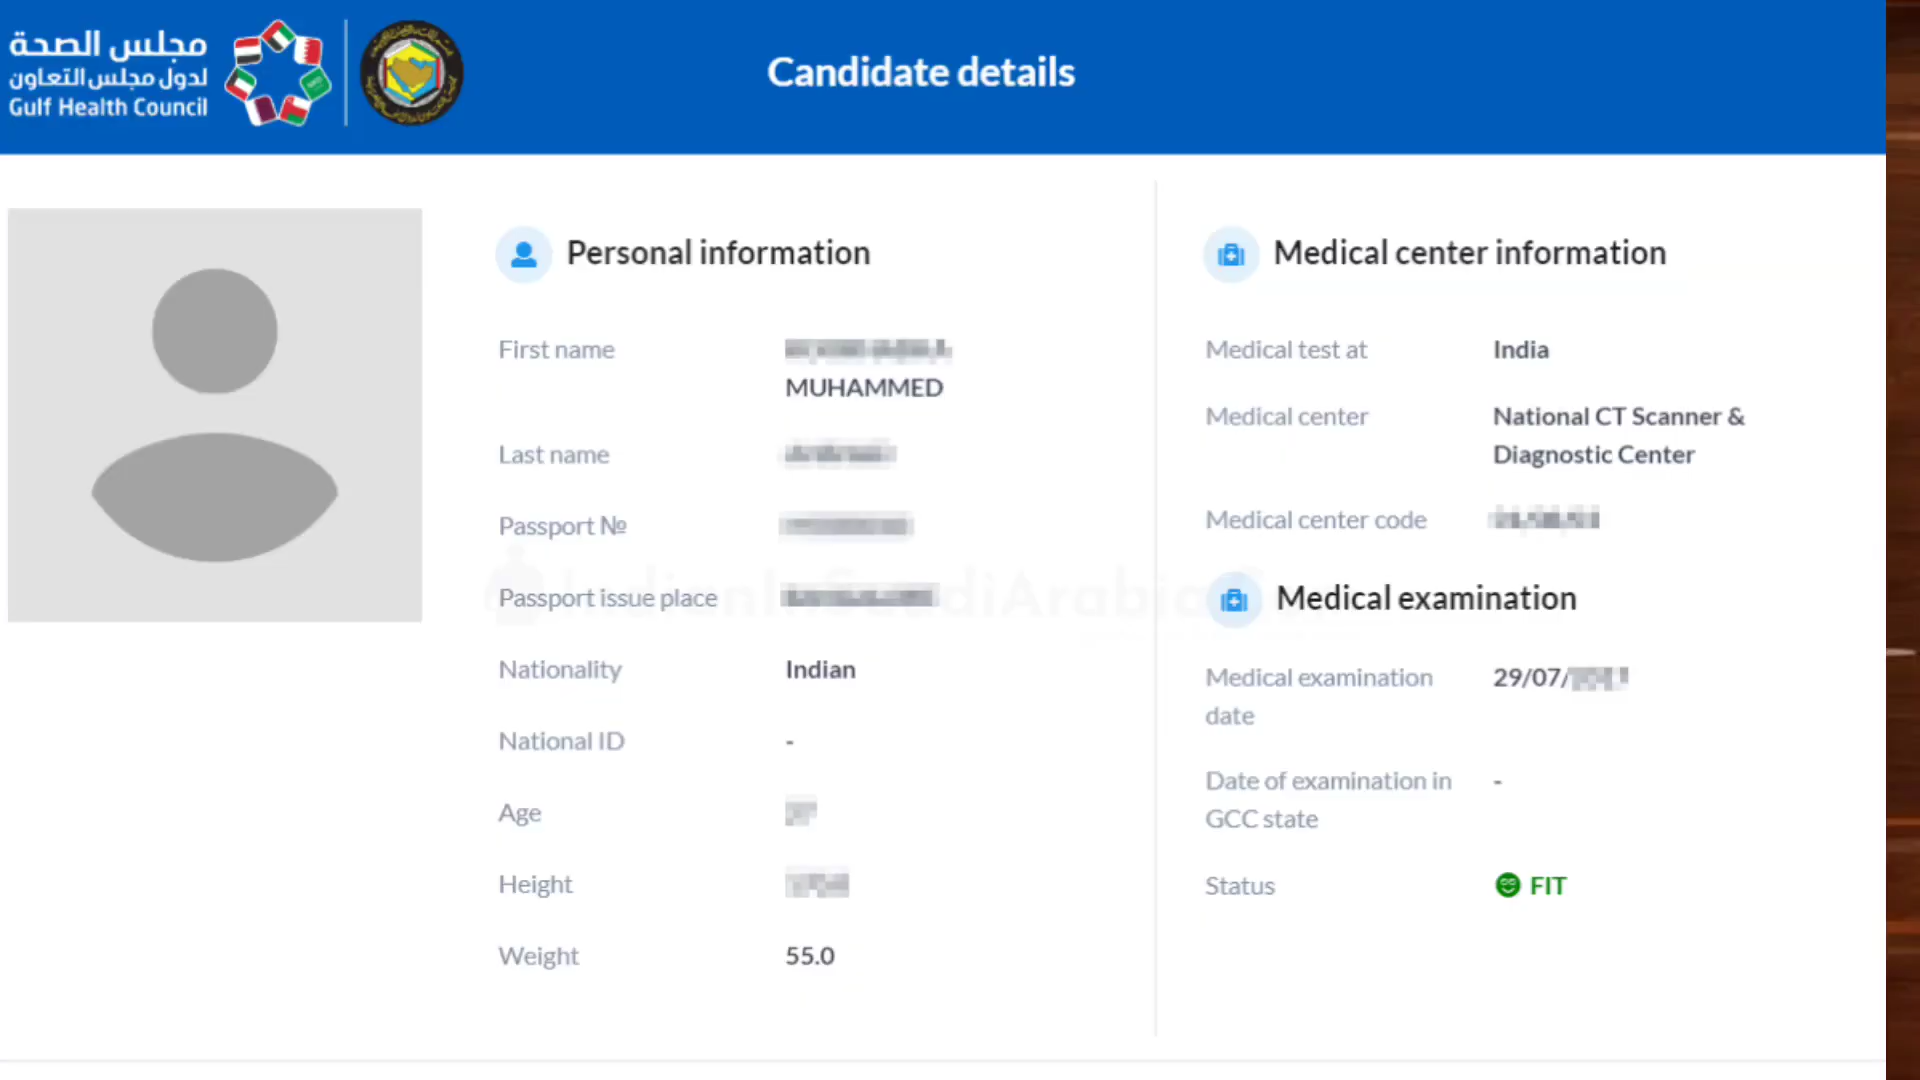 مجلس الصحة
لدول مجلس التعاون
Gulf Health Council
Candidate details
Personal information
First name
MUHAMMED
Last name
Passport №
Passport issue place
Nationality Indian
National ID -
Age
Height
Weight 55.0
Medical center information
Medical test at India
Medical center National CT Scanner &
Diagnostic Center
Medical center code
Medical examination
Medical examination 29/07/
date
Date of examination in -
GCC state
Status FIT